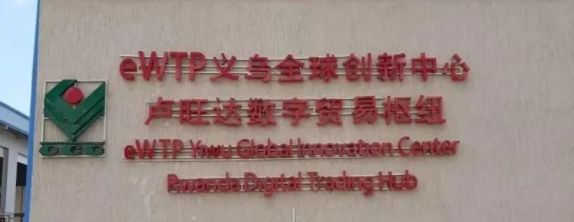 eWTP义乌全球创新中心
卢旺达数字贸易枢纽
eWTP Yiwu Global Innovation Center
Rwanda Digital Trading Hub